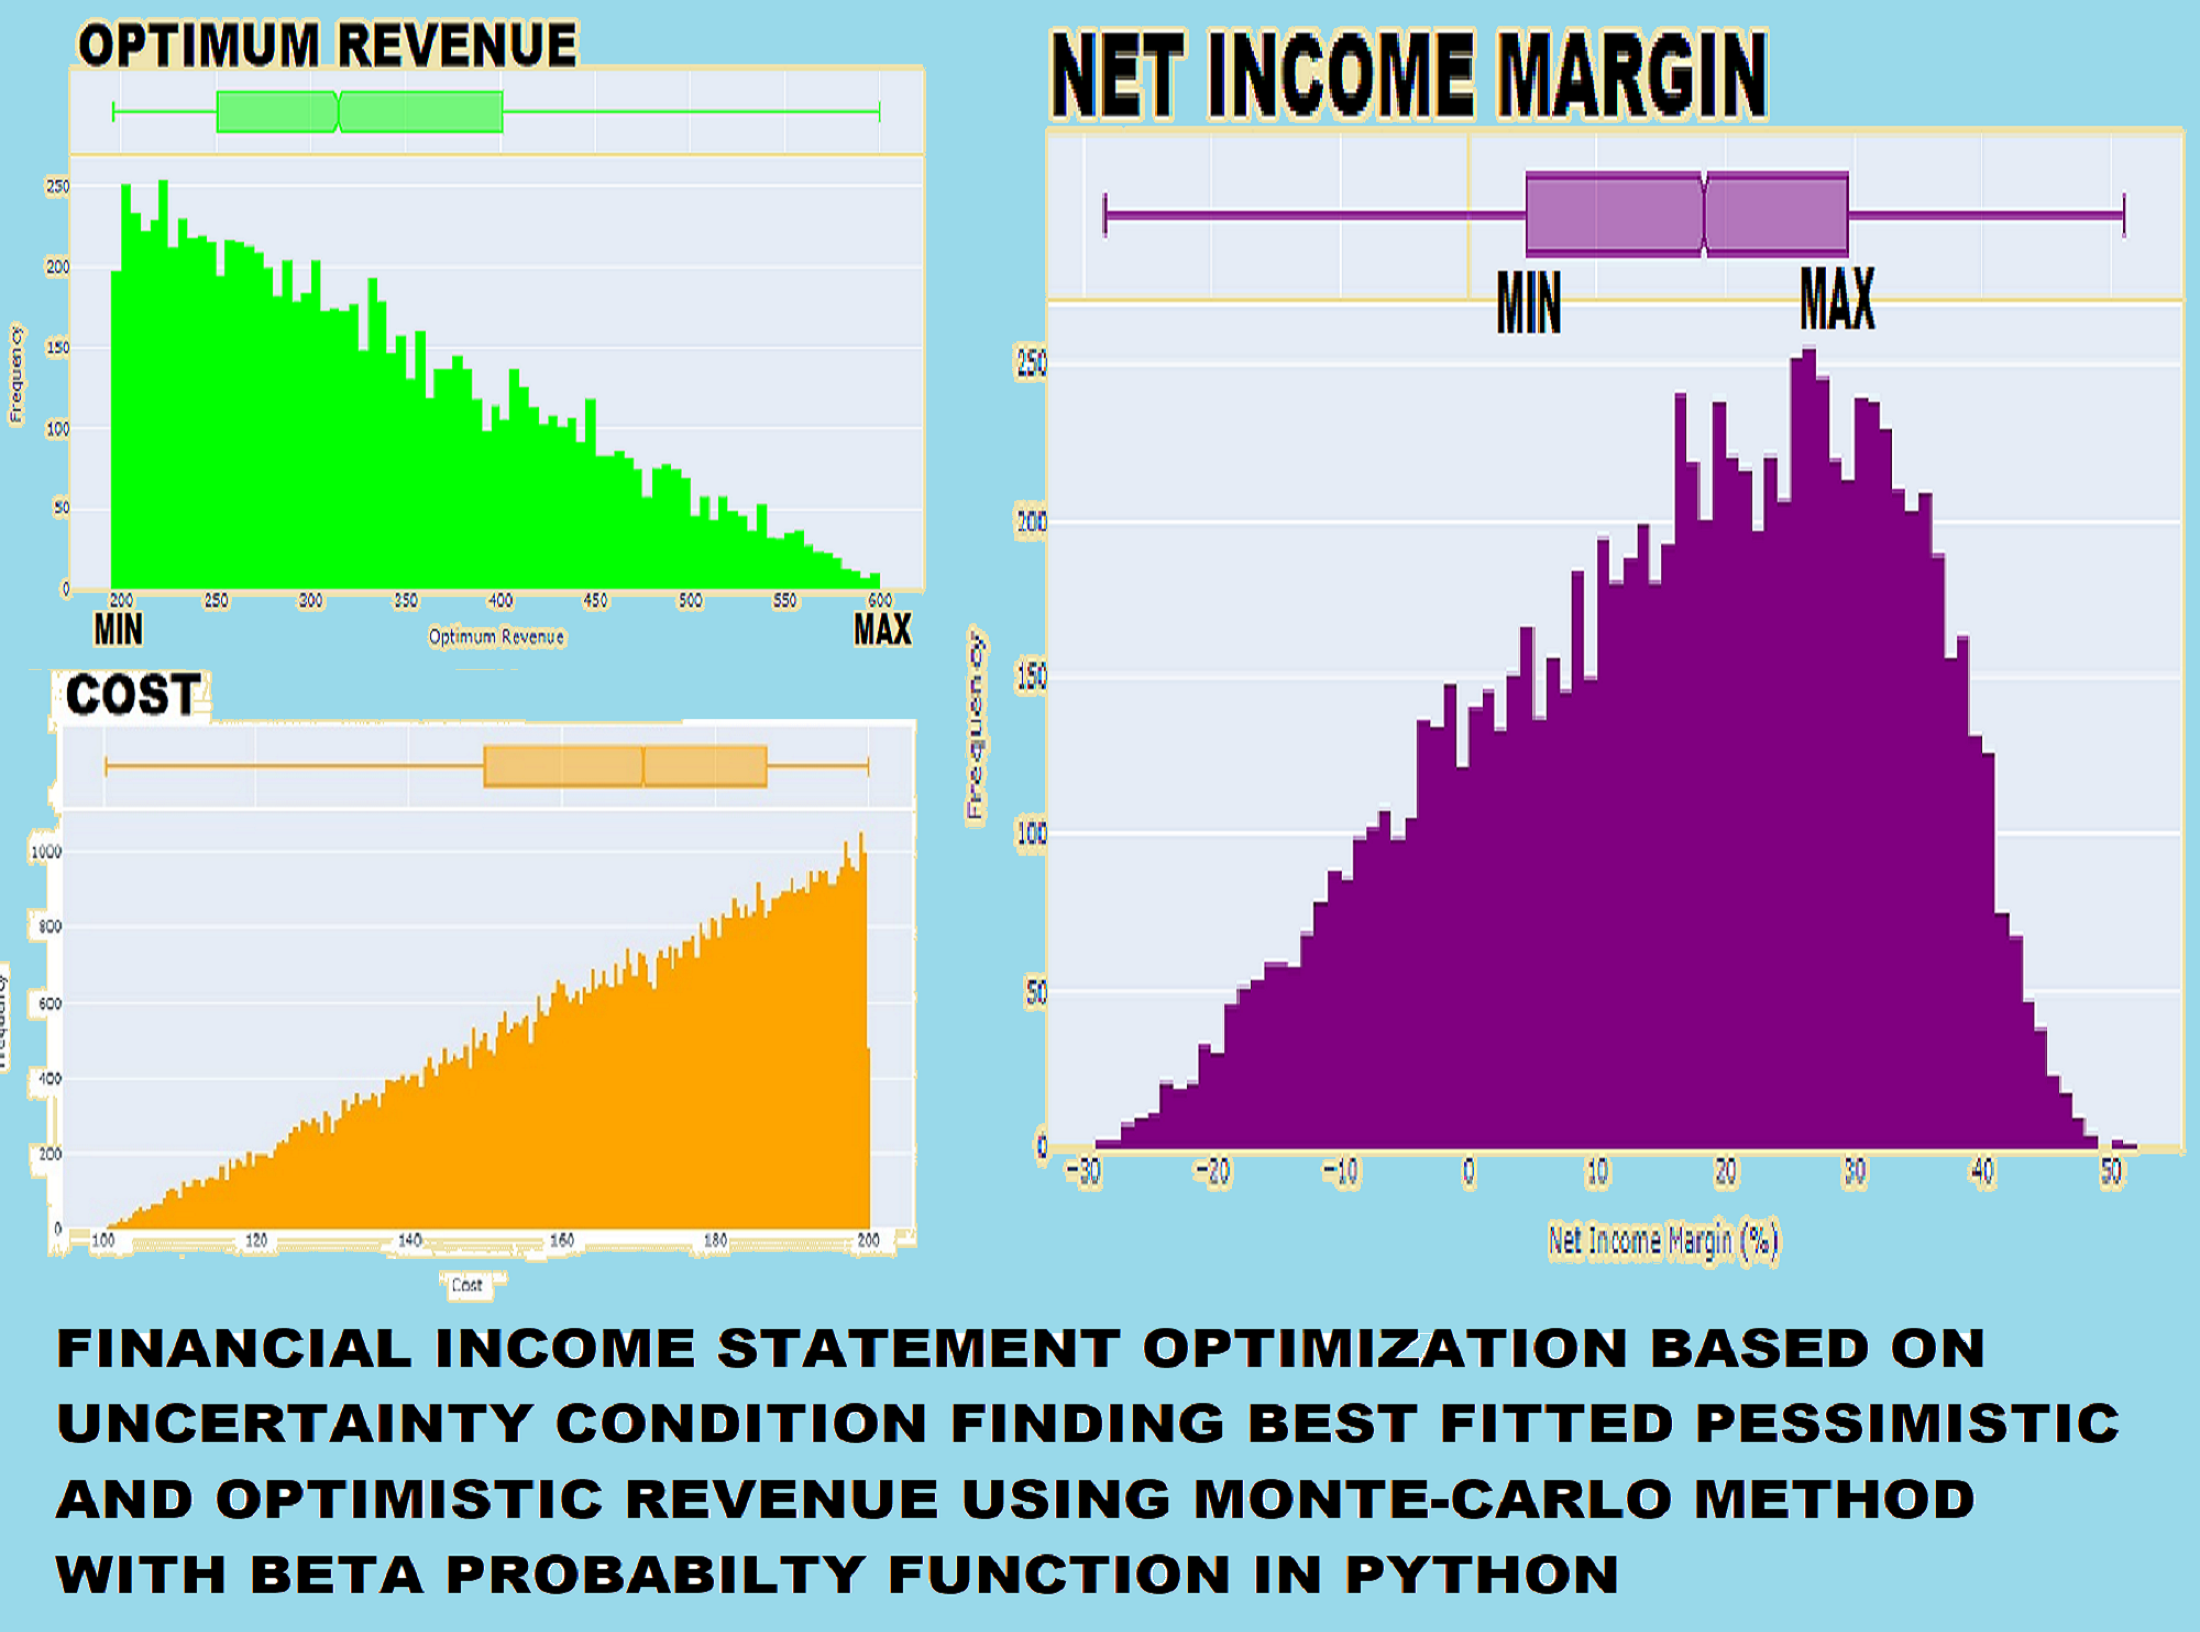 OPTIMUM REVENUE
250
200
150
100
50
0
Frequency
200 250 300 350 400 450 500 550 600
MIN MAX
Optimum Revenue
COST
1000
800
600
400
200
0
100 120 140 160 180 200
Cost
NET INCOME MARGIN
MIN MAX
250
200
150
100
50
0
Frequency
-30 -20 -10 0 10 20 30 40 50
Net Income Margin (%)
FINANCIAL INCOME STATEMENT OPTIMIZATION BASED ON
UNCERTAINTY CONDITION FINDING BEST FITTED PESSIMISTIC
AND OPTIMISTIC REVENUE USING MONTE-CARLO METHOD
WITH BETA PROBABILTY FUNCTION IN PYTHON